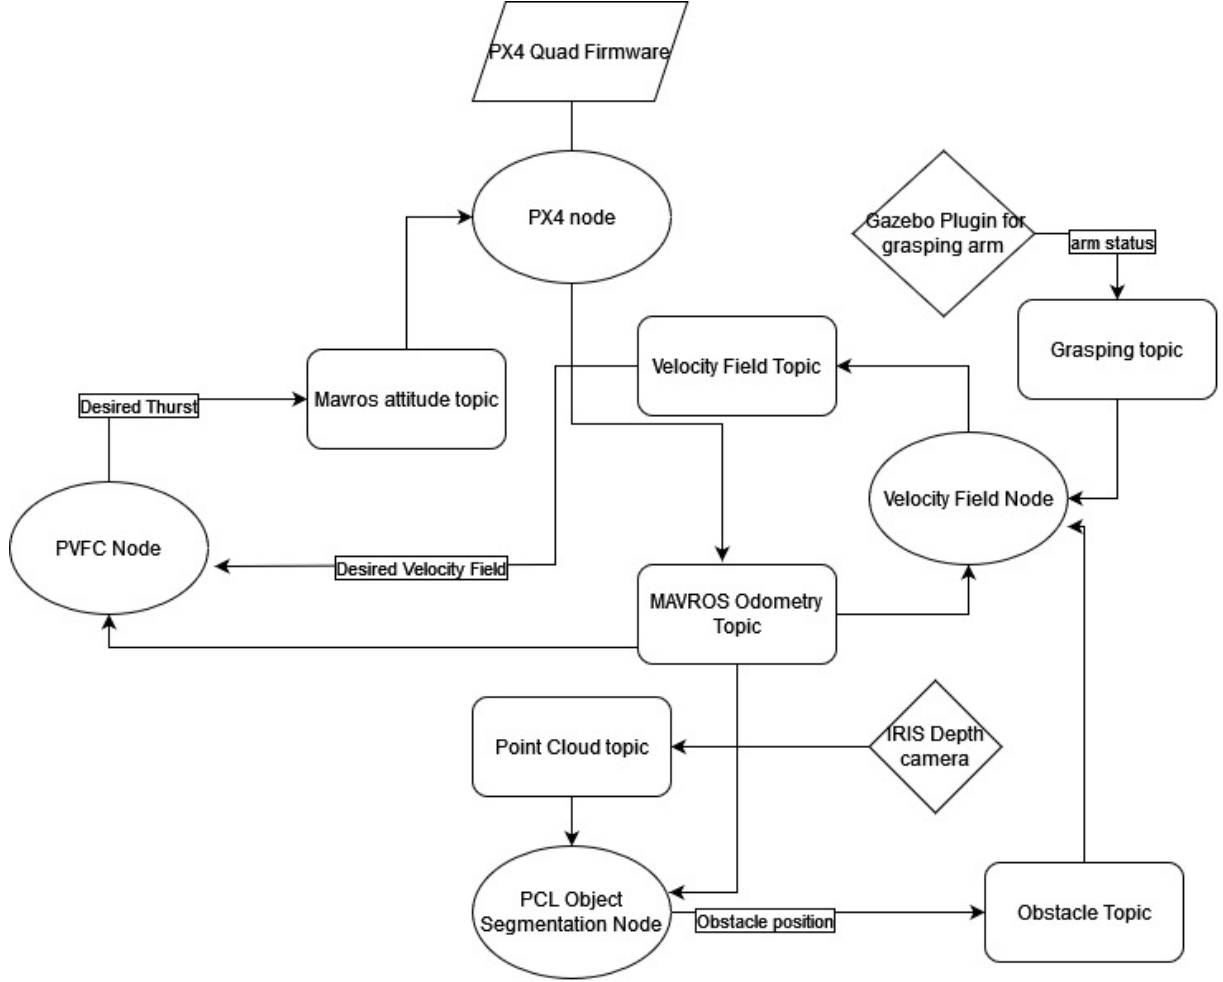 PX4 Quad Firmware
PX4 node
Gazebo Plugin for
grasping arm
arm status
Grasping topic
Velocity Field Topic
Mavros attitude topic
Desired Thurst
Velocity Field Node
PVFC Node
Desired Velocity Field
MAVROS Odometry
Topic
Point Cloud topic
IRIS Depth
camera
PCL Object
Segmentation Node
Obstacle position
Obstacle Topic